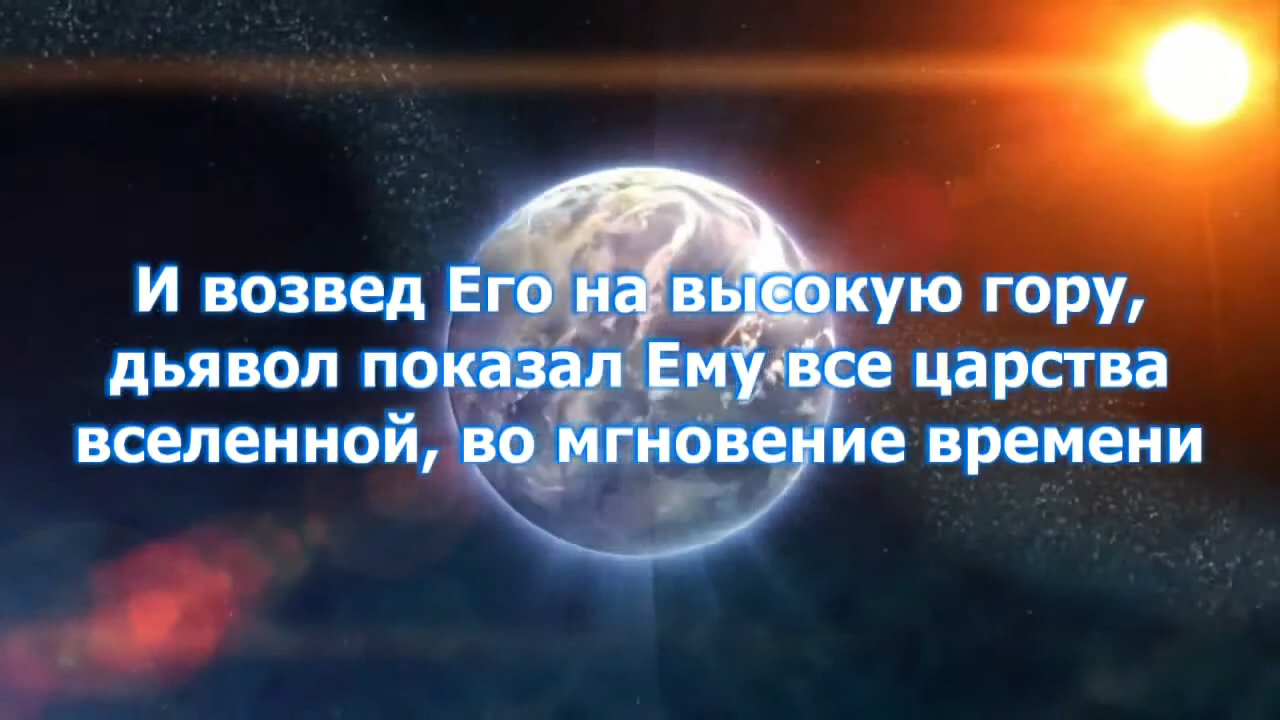 И возвед Его на высокую гору,
дьявол показал Ему все царства
вселенной, во мгновение времени